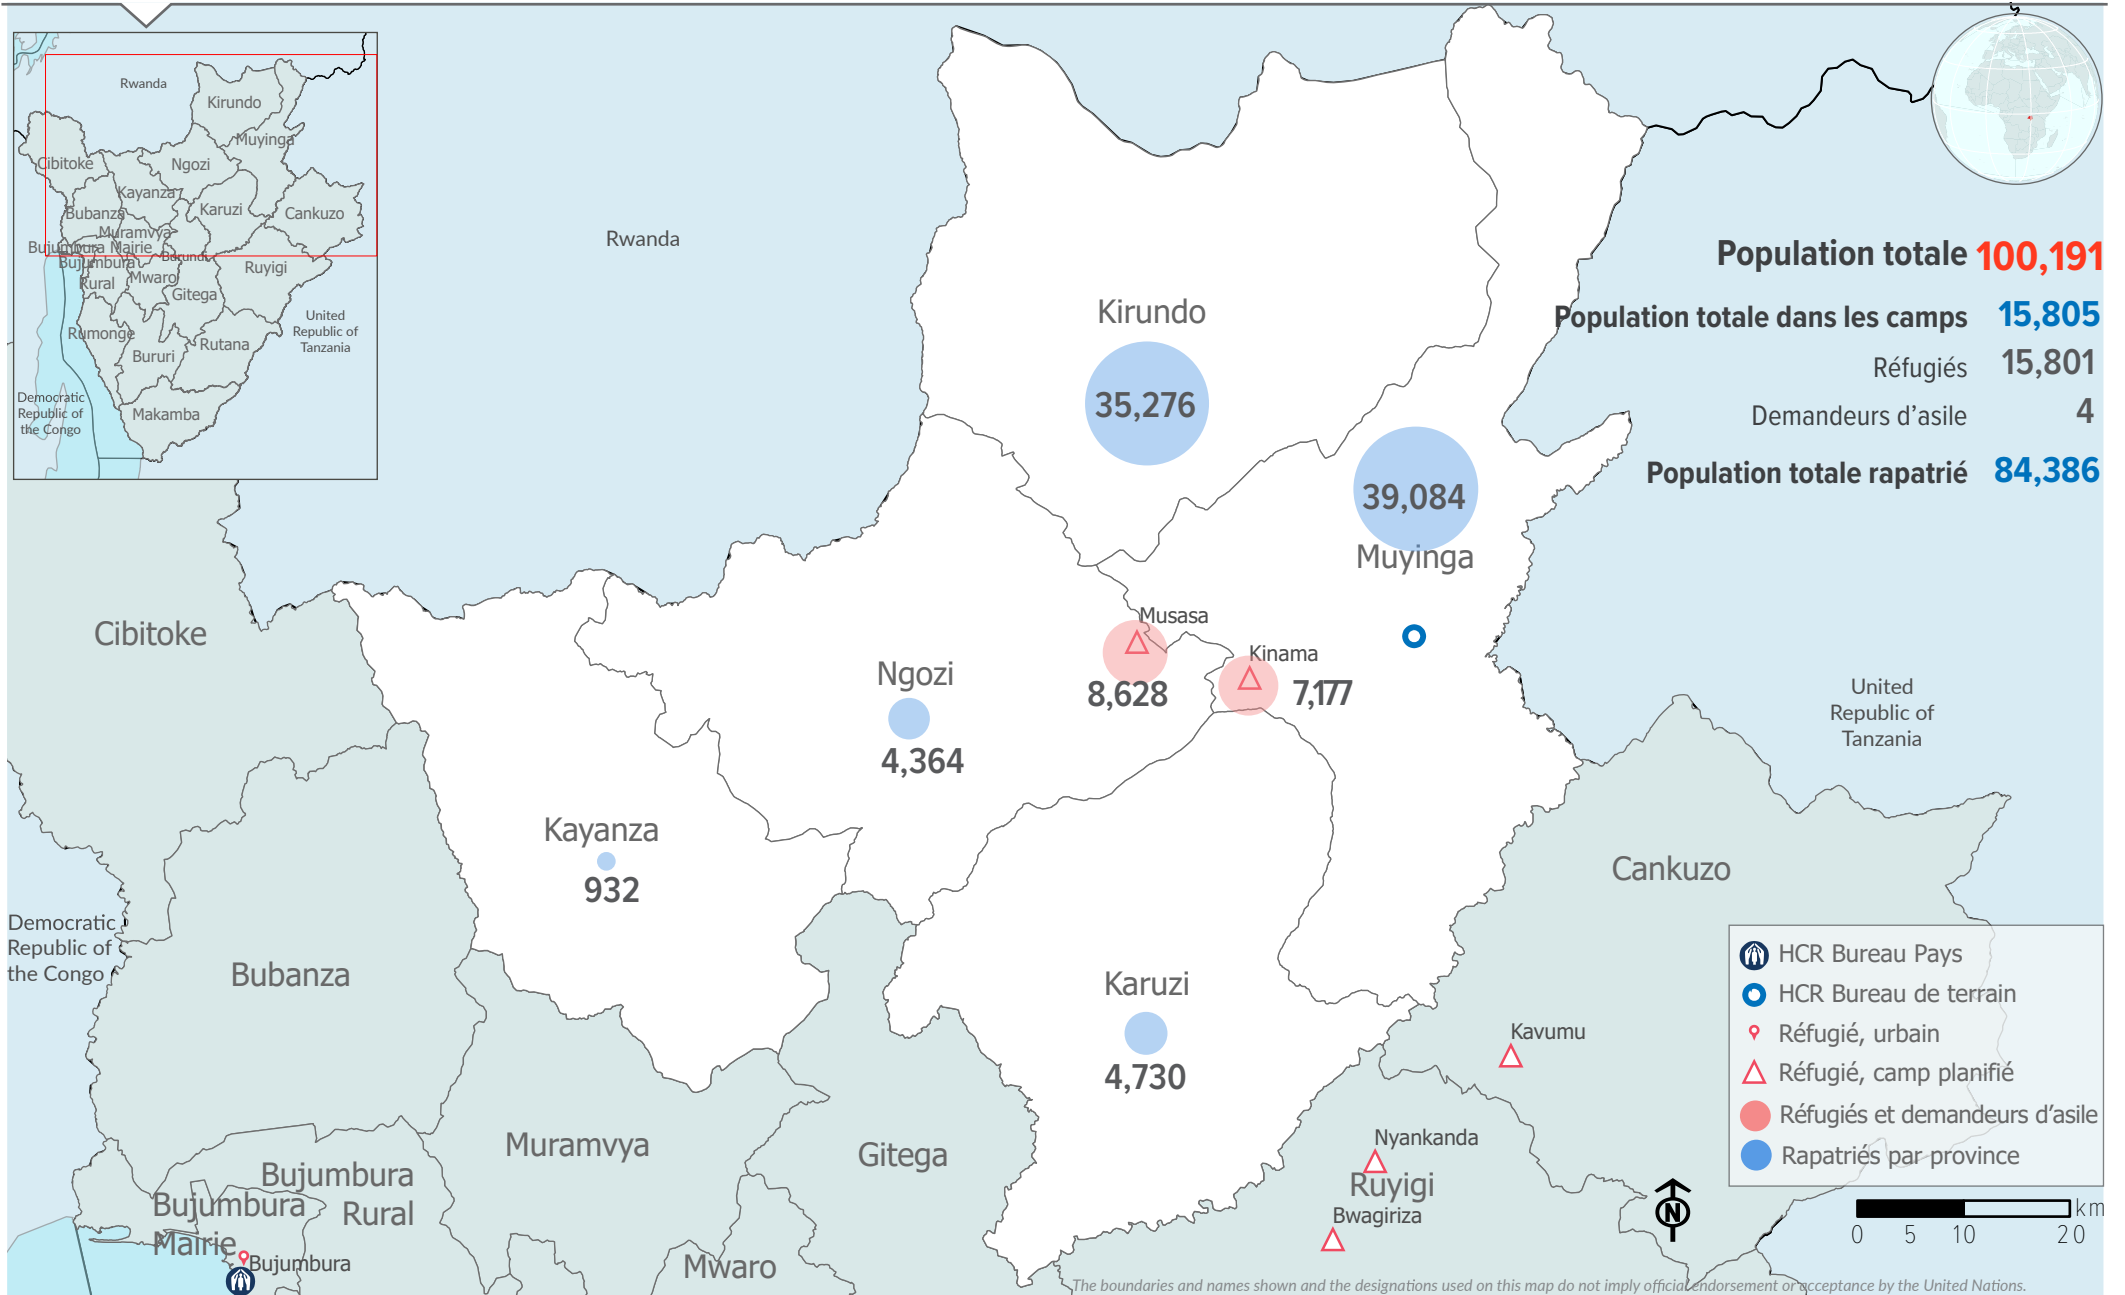 Rwanda
Kirundo
Muyinga
Cibitoke
Ngozi
Kayanza
Karuzi
Bubanza
Cankuzo
Muramvya
Bujumbura Mairie
Burundi
Bujumbura
Rural
Mwaro
Ruyigi
Gitega
United
Republic of
Tanzania
Rumonge
Bururi
Rutana
Democratic
Republic of
the Congo
Makamba
Rwanda
Population totale 100,191
Population totale dans les camps 15,805
Réfugiés 15,801
Demandeurs d'asile 4
Population totale rapatrié 84,386
Kirundo
35,276
39,084
Muyinga
Musasa
8,628
Kinama
7,177
Cibitoke
Ngozi
4,364
United
Republic of
Tanzania
Kayanza
932
Cankuzo
Democratic
Republic of
the Congo
Bubanza
Karuzi
4,730
Kavumu
HCR Bureau Pays
HCR Bureau de terrain
Réfugié, urbain
Réfugié, camp planifié
Réfugiés et demandeurs d'asile
Rapatriés par province
Muramvya
Gitega
Nyankanda
Ruyigi
Bwagiriza
Bujumbura
Rural
Bujumbura
Mairie
Bujumbura
Mwaro
N
km
0 5 10 20
The boundaries and names shown and the designations used on this map do not imply official endorsement or acceptance by the United Nations.